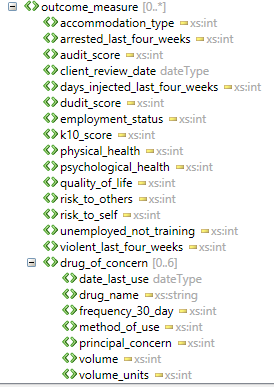 outcome_measure [0..*]
accommodation_type xs:int
arrested_last_four_weeks xs:int
audit_score xs:int
client_review_date dateType
days_injected_last_four_weeks xs:int
dudit_score xs:int
employment_status xs:int
k10_score xs:int
physical_health xs:int
psychological_health xs:int
quality_of_life xs:int
risk_to_others xs:int
risk_to_self xs:int
unemployed_not_training xs:int
violent_last_four_weeks xs:int
drug_of_concern [0..6]
date_last_use dateType
drug_name xs:string
frequency_30_day xs:int
method_of_use xs:int
principal_concern xs:int
volume xs:int
volume_units xs:int